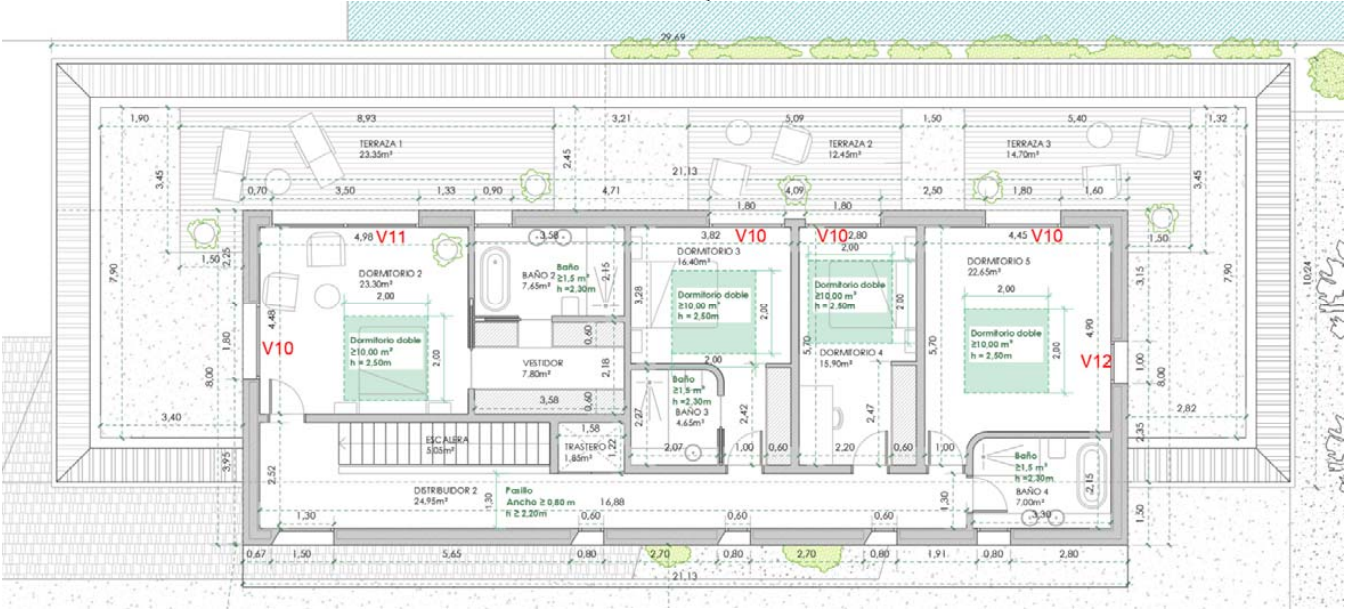 29,69
1,90
8,93
3,21
5,09
1,50
5,40
1,32
TERRAZA 1
23.35m²
TERRAZA 2
12.45m²
TERRAZA 3
14,70m²
2,45
3,45
3,45
21,13
0,70
3,50
1,33
0,90
4,71
4,09
2,50
1,80
1,60
1,80
1,80
1,50
1,50
7,90
2,25
7,90
10,24
3,15
4,98
V11
3,58
3,82
V10
V10
2,80
2,00
4,45
V10
DORMITORIO 2
23.30m²
2,00
BAÑO 2
7,65m²
Baño
≥1,5 m²
h =2,30m
2,15
DORMITORIO 3
16.40m²
3,28
Dormitorio doble
≥10,00 m²
h = 2,50m
2,00
2,00
Dormitorio doble
≥10,00 m²
h = 2,50m
2,00
DORMITORIO 4
15.90m²
5,70
5,70
DORMITORIO 5
22.65m²
2,00
Dormitorio doble
≥10,00 m²
h = 2,50m
2,00
4,90
V12
1,00
8,00
2,82
2,35
V10
1,80
8,00
4,48
Dormitorio doble
≥10,00 m²
h = 2,50m
2,00
VESTIDOR
7.80m²
0,60
2,18
0,60
3,58
3,40
3,95
Baño
≥1,5 m²
h =2,30m
BAÑO 3
4.65m²
2,27
2,07
2,42
1,00
0,60
2,47
2,20
0,60
1,00
1,58
TRASTERO
1,85m²
1,22
ESCALERA
5.05m²
2,52
DISTRIBUIDOR 2
24,95m²
1,30
Pasillo
Ancho ≥ 0,80 m
h ≥ 2,20m
16,88
1,30
1,30
0,60
0,60
0,60
Baño
≥1,5 m²
h =2,30m
BAÑO 4
7.00m²
2,15
3,30
1,50
0,67
1,50
5,65
0,80
2,70
0,80
2,70
0,80
1,91
0,80
2,80
21,13